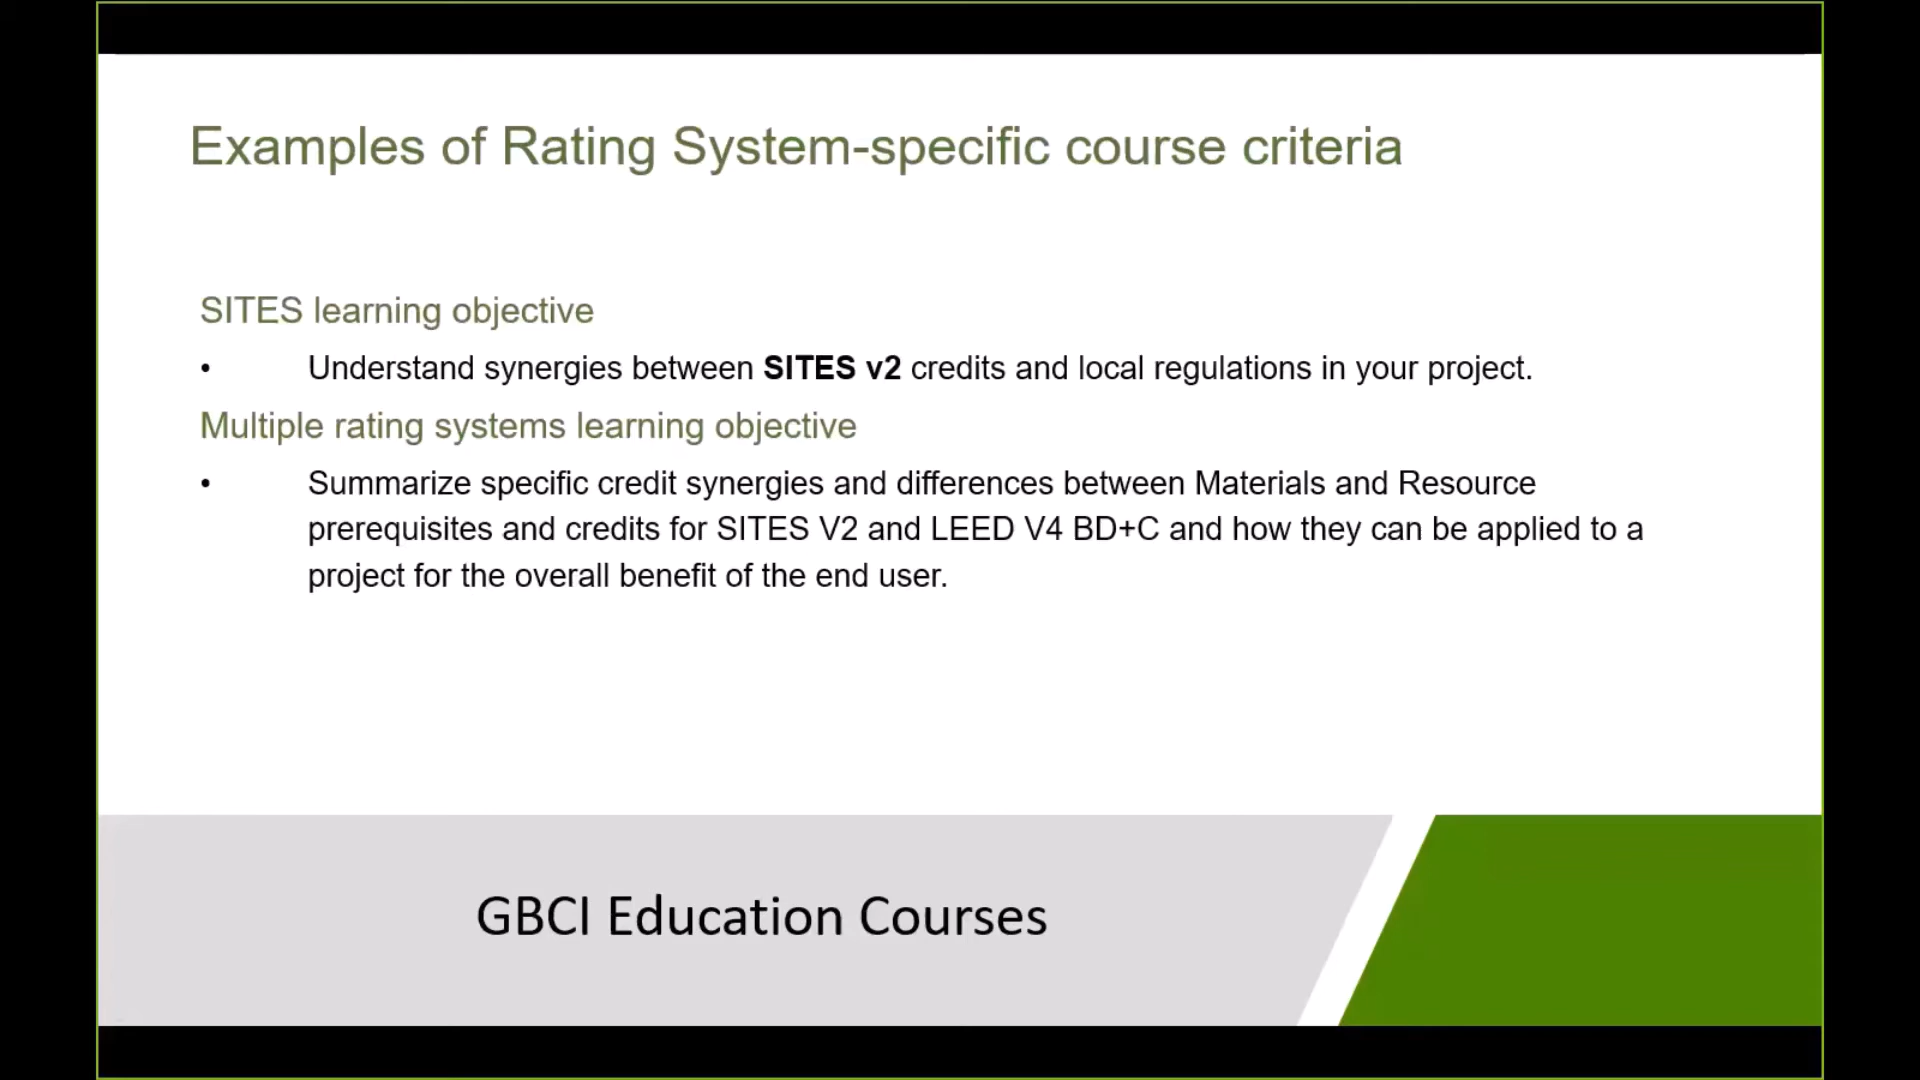 Examples of Rating System-specific course criteria
SITES learning objective
• Understand synergies between SITES v2 credits and local regulations in your project.
Multiple rating systems learning objective
• Summarize specific credit synergies and differences between Materials and Resource
prerequisites and credits for SITES V2 and LEED V4 BD+C and how they can be applied to a
project for the overall benefit of the end user.
GBCI Education Courses